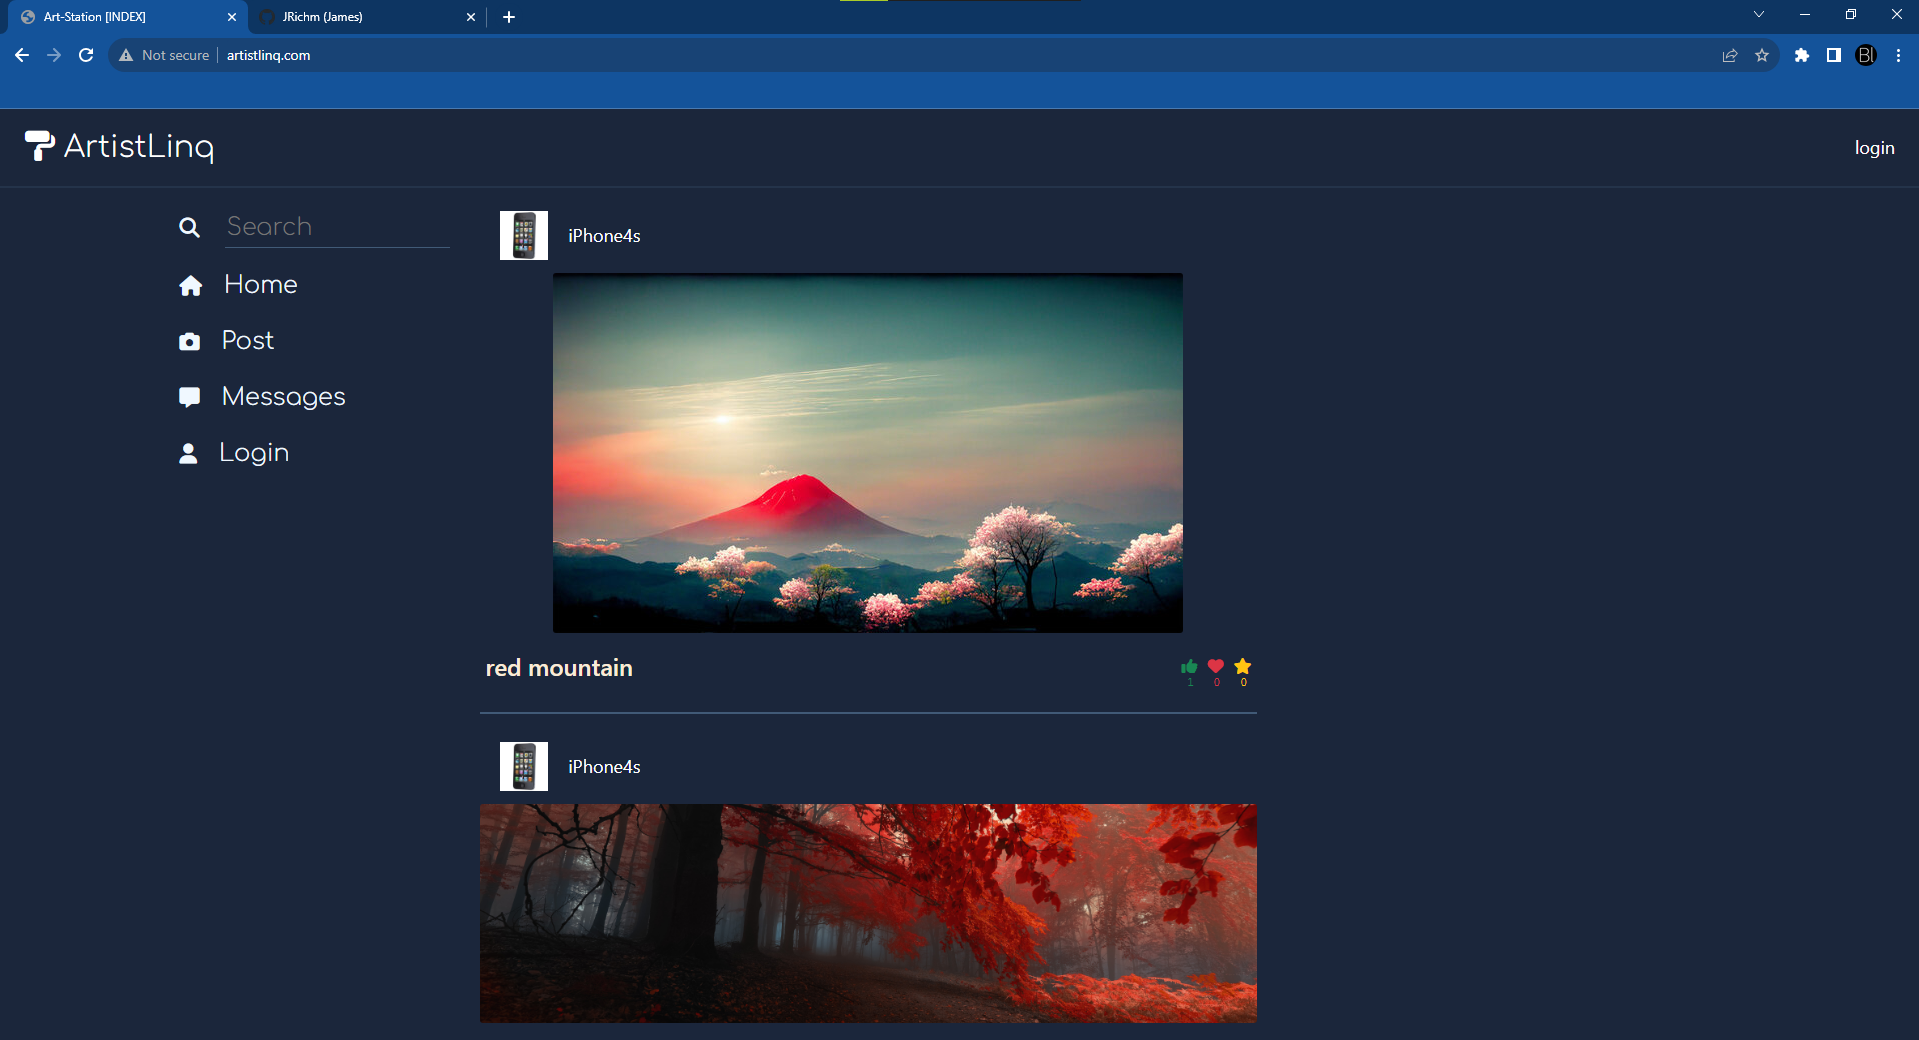 Art-Station [INDEX]
JRichm (James)
Not secure
artistlinq.com
Bl
ArtistLinq
login
Search
Home
Post
Messages
Login
iPhone4s
red mountain
1
0
0
iPhone4s